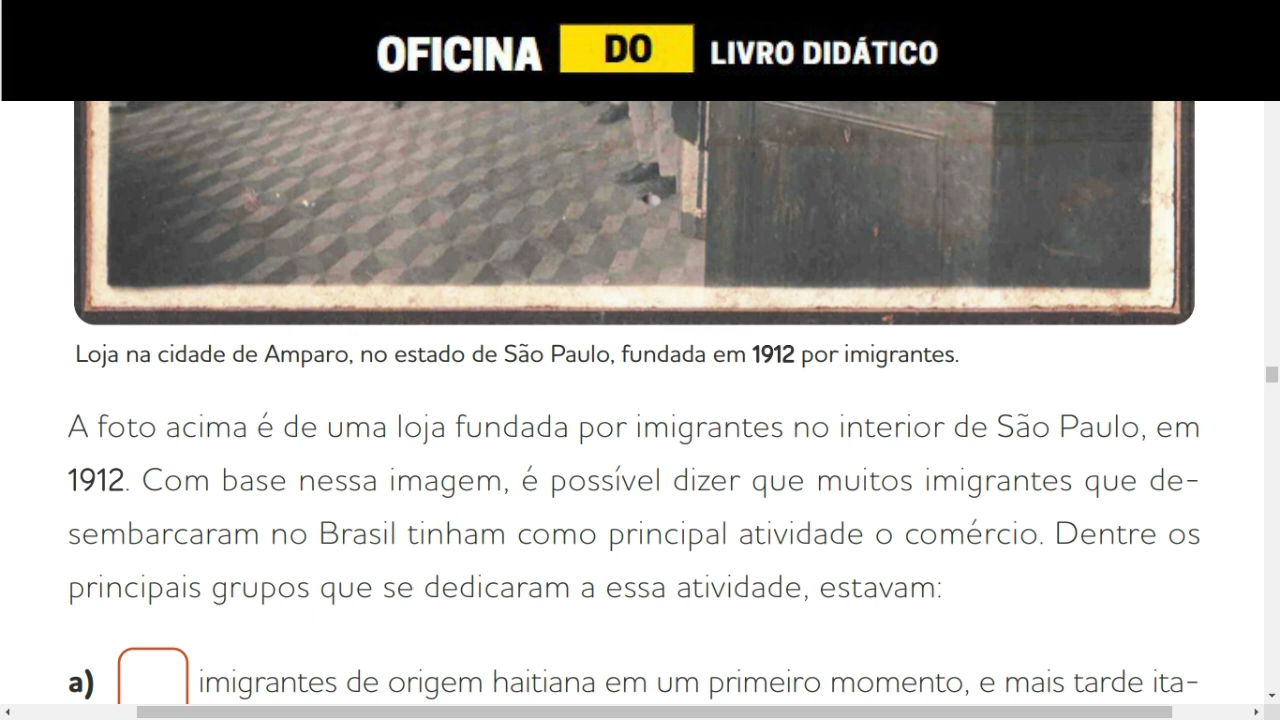 OFICINA DO LIVRO DIDÁTICO
Loja na cidade de Amparo, no estado de São Paulo, fundada em 1912 por imigrantes.
A foto acima é de uma loja fundada por imigrantes no interior de São Paulo, em
1912. Com base nessa imagem, é possível dizer que muitos imigrantes que de-
sembarcaram no Brasil tinham como principal atividade o comércio. Dentre os
principais grupos que se dedicaram a essa atividade, estavam:
a) imigrantes de origem haitiana em um primeiro momento, e mais tarde ita-